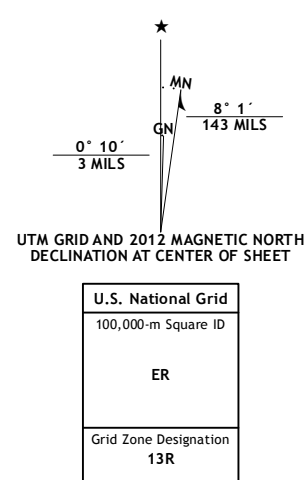 MN
8° 1´
143 MILS
GN
0° 10´
3 MILS
UTM GRID AND 2012 MAGNETIC NORTH
DECLINATION AT CENTER OF SHEET
U.S. National Grid
100,000-m Square ID
ER
Grid Zone Designation
13R